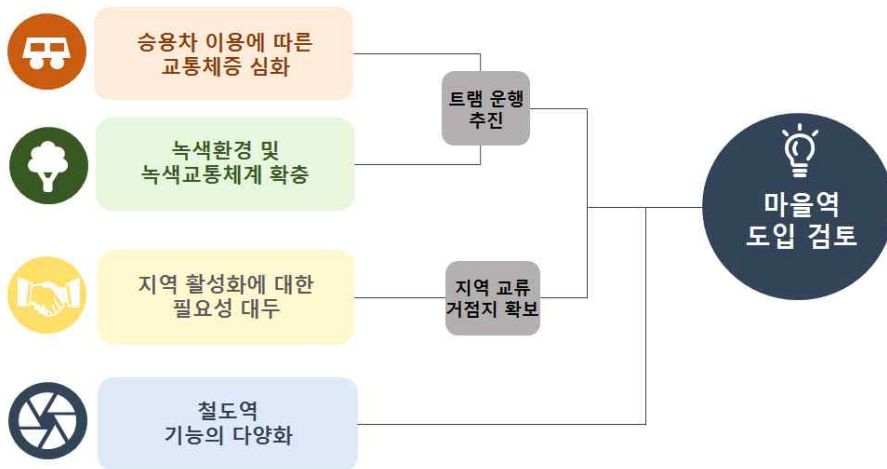 승용차 이용에 따른
교통체증 심화
트램 운행
추진
녹색환경 및
녹색교통체계 확충
마을역
도입 검토
지역 활성화에 대한
필요성 대두
지역 교류
거점지 확보
철도역
기능의 다양화